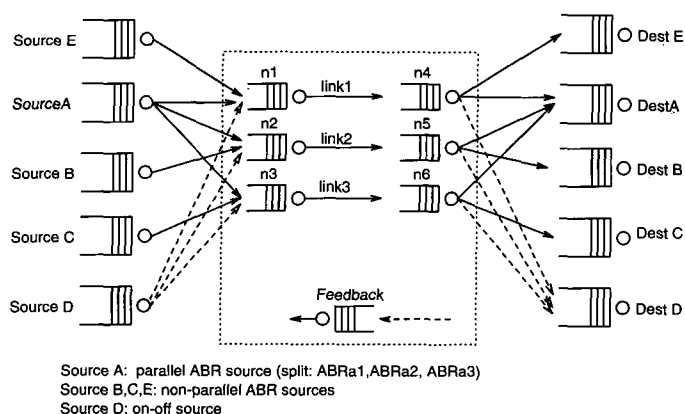 Source E
Dest E
n1
link1
n4
SourceA
DestA
n2
link2
n5
Source B
Dest B
n3
link3
n6
Source C
Dest C
Feedback
Source D
Dest D
Source A: parallel ABR source (split: ABRa1,ABRa2, ABRa3)
Source B,C,E: non-parallel ABR sources
Source D: on-off source